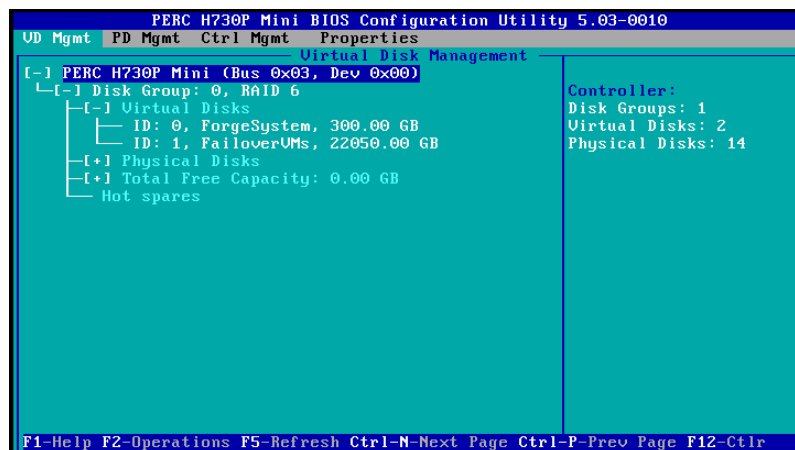 PERC H730P Mini BIOS Configuration Utility 5.03-0010
VD Mgmt PD Mgmt Ctrl Mgmt Properties
Virtual Disk Management
[-] PERC H730P Mini (Bus 0x03, Dev 0x00)
[-] Disk Group: 0, RAID 6
Controller:
[-] Virtual Disks
Disk Groups: 1
ID: 0, ForgeSystem, 300.00 GB
Virtual Disks: 2
ID: 1, FailoverVMs, 22050.00 GB
Physical Disks: 14
[+] Physical Disks
[+] Total Free Capacity: 0.00 GB
Hot spares
F1-Help F2-Operations F5-Refresh Ctrl-N-Next Page Ctrl-P-Prev Page F12-Ctlr